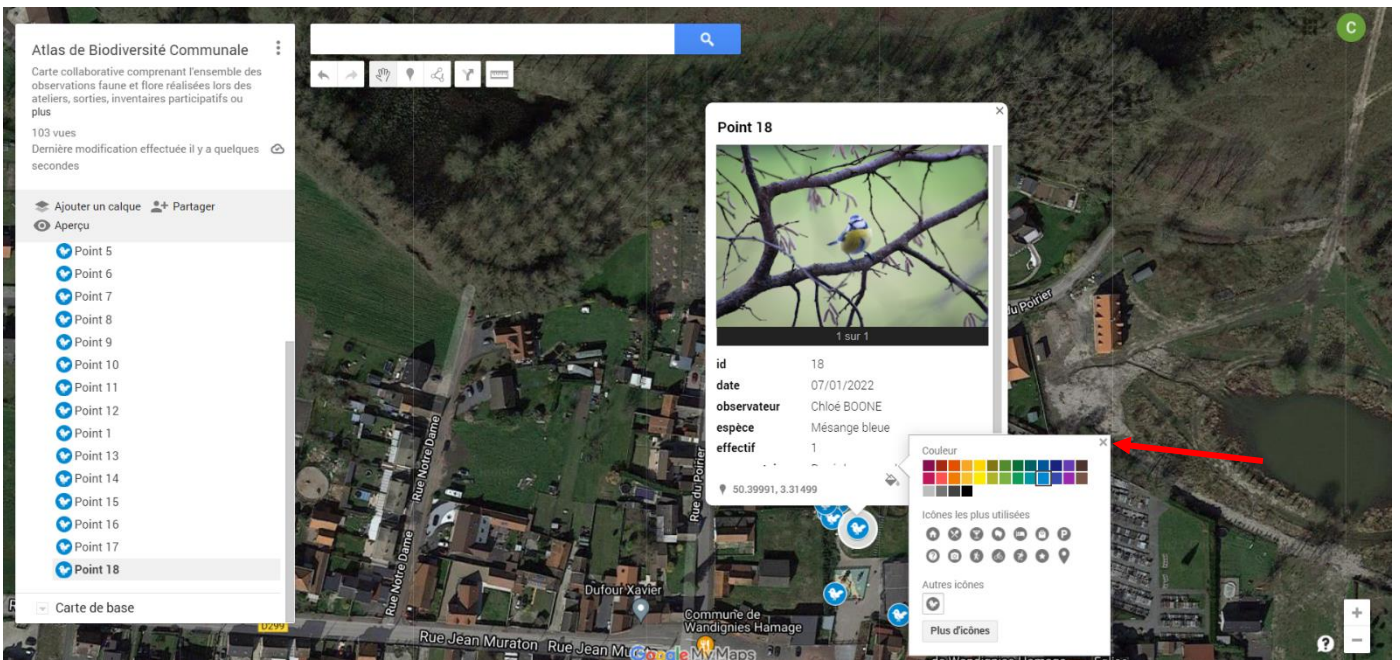 Atlas de Biodiversité Communale
Carte collaborative comprenant l'ensemble des
observations faune et flore réalisées lors des
ateliers, sorties, inventaires participatifs ou
plus
103 vues
Dernière modification effectuée il y a quelques
secondes
Ajouter un calque Partager
Aperçu
Point 5
Point 6
Point 7
Point 8
Point 9
Point 10
Point 11
Point 12
Point 1
Point 13
Point 14
Point 15
Point 16
Point 17
Point 18
Carte de base
C
Point 18
1 sur 1
id 18
date 07/01/2022
observateur Chloé BOONE
espèce Mésange bleue
effectif 1
50.39991, 3.31499
Couleur
Icônes les plus utilisées
P
Autres icônes
Plus d'icônes
du Poirier
Rue Notre Dame
Rue du Poirier
Rue Notre Dame
Dufour Xavier
Commune de
Wandignies Hamage
D299
Rue Jean Muraton
Rue Jean Mu
Google My Maps